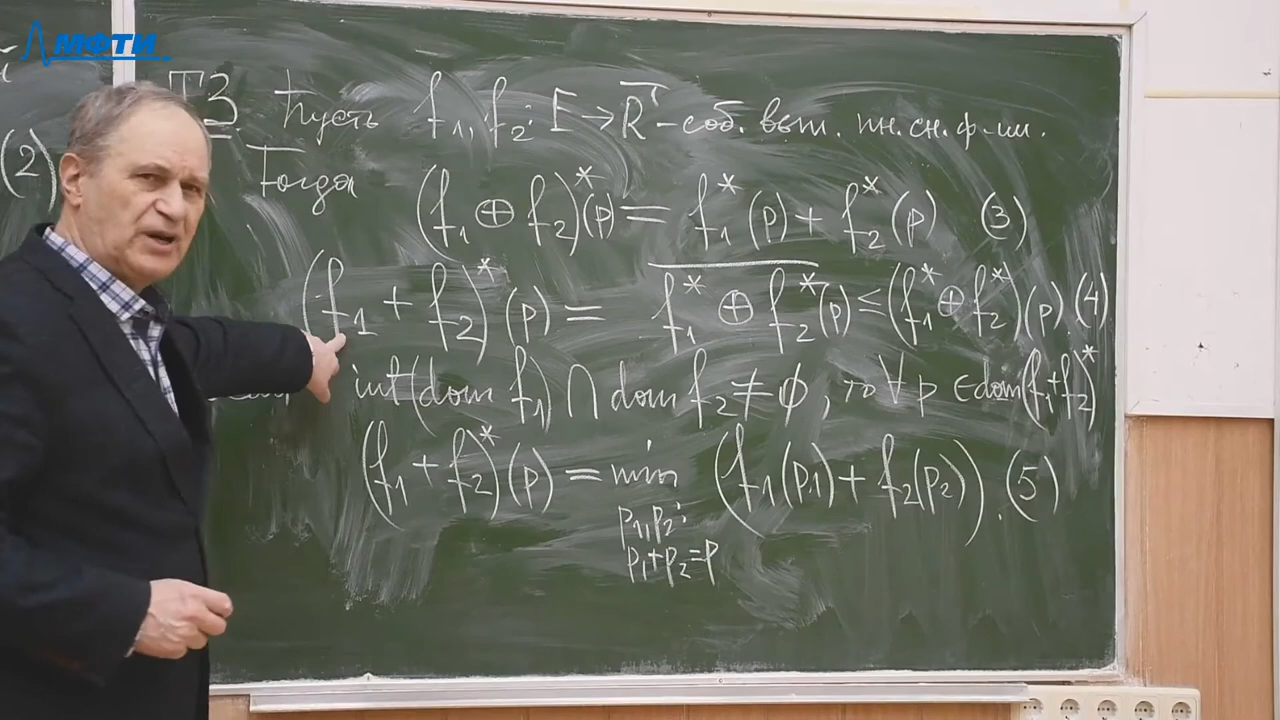 МФТИ
(2)
Т3 Пусть f₁, f₂: E → R̅ – соб. вып. пн. сн. ф-ии.
Тогда (f₁ ⊕ f₂)*(p) = f₁*(p) + f₂*(p) (3)
(f₁ + f₂)*(p) = \overline{f₁* ⊕ f₂*}(p) ≤ (f₁* ⊕ f₂*)(p) (4)
int(dom f₁) ∩ dom f₂ ≠ ∅, то ∀ p ∈ dom(f₁+f₂)*
(f₁ + f₂)*(p) = min (f₁(p₁) + f₂(p₂)). (5)
p₁, p₂:
p₁+p₂=p